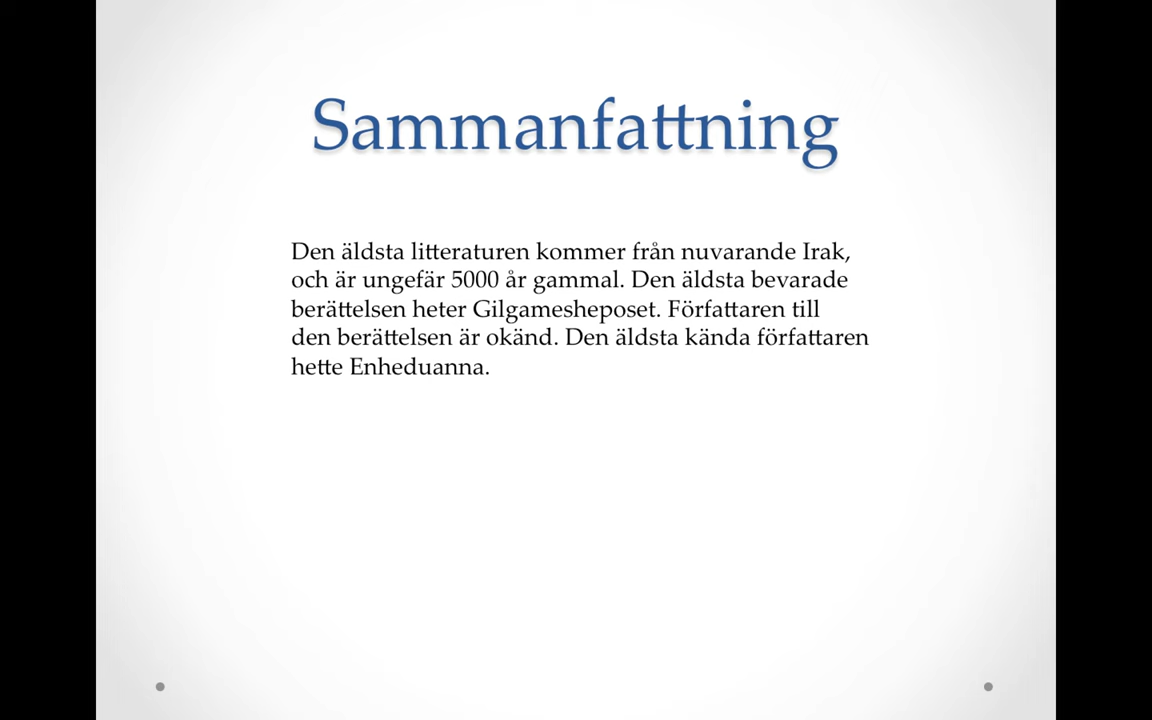 Sammanfattning
Den äldsta litteraturen kommer från nuvarande Irak,
och är ungefär 5000 år gammal. Den äldsta bevarade
berättelsen heter Gilgamesheposet. Författaren till
den berättelsen är okänd. Den äldsta kända författaren
hette Enheduanna.